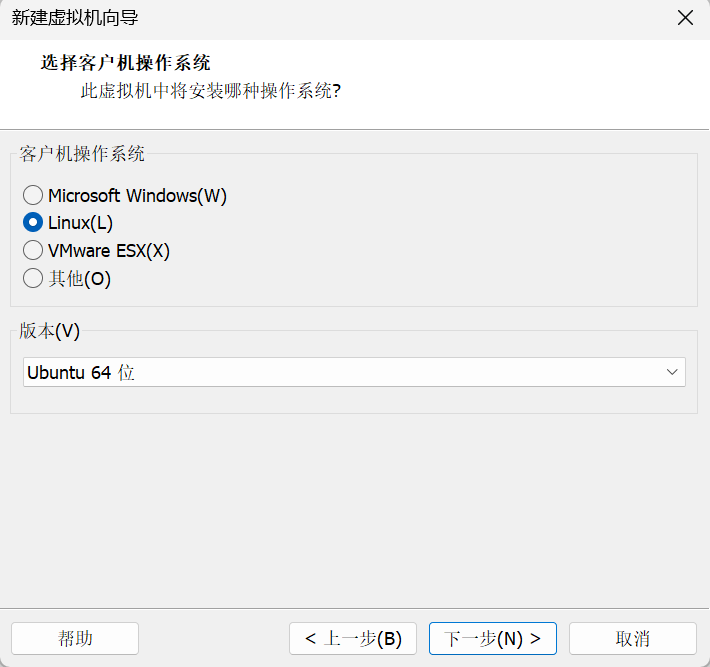 新建虚拟机向导
选择客户机操作系统
此虚拟机中将安装哪种操作系统?
客户机操作系统
Microsoft Windows(W)
Linux(L)
VMware ESX(X)
其他(O)
版本(V)
Ubuntu 64 位
帮助
< 上一步(B)
下一步(N) >
取消